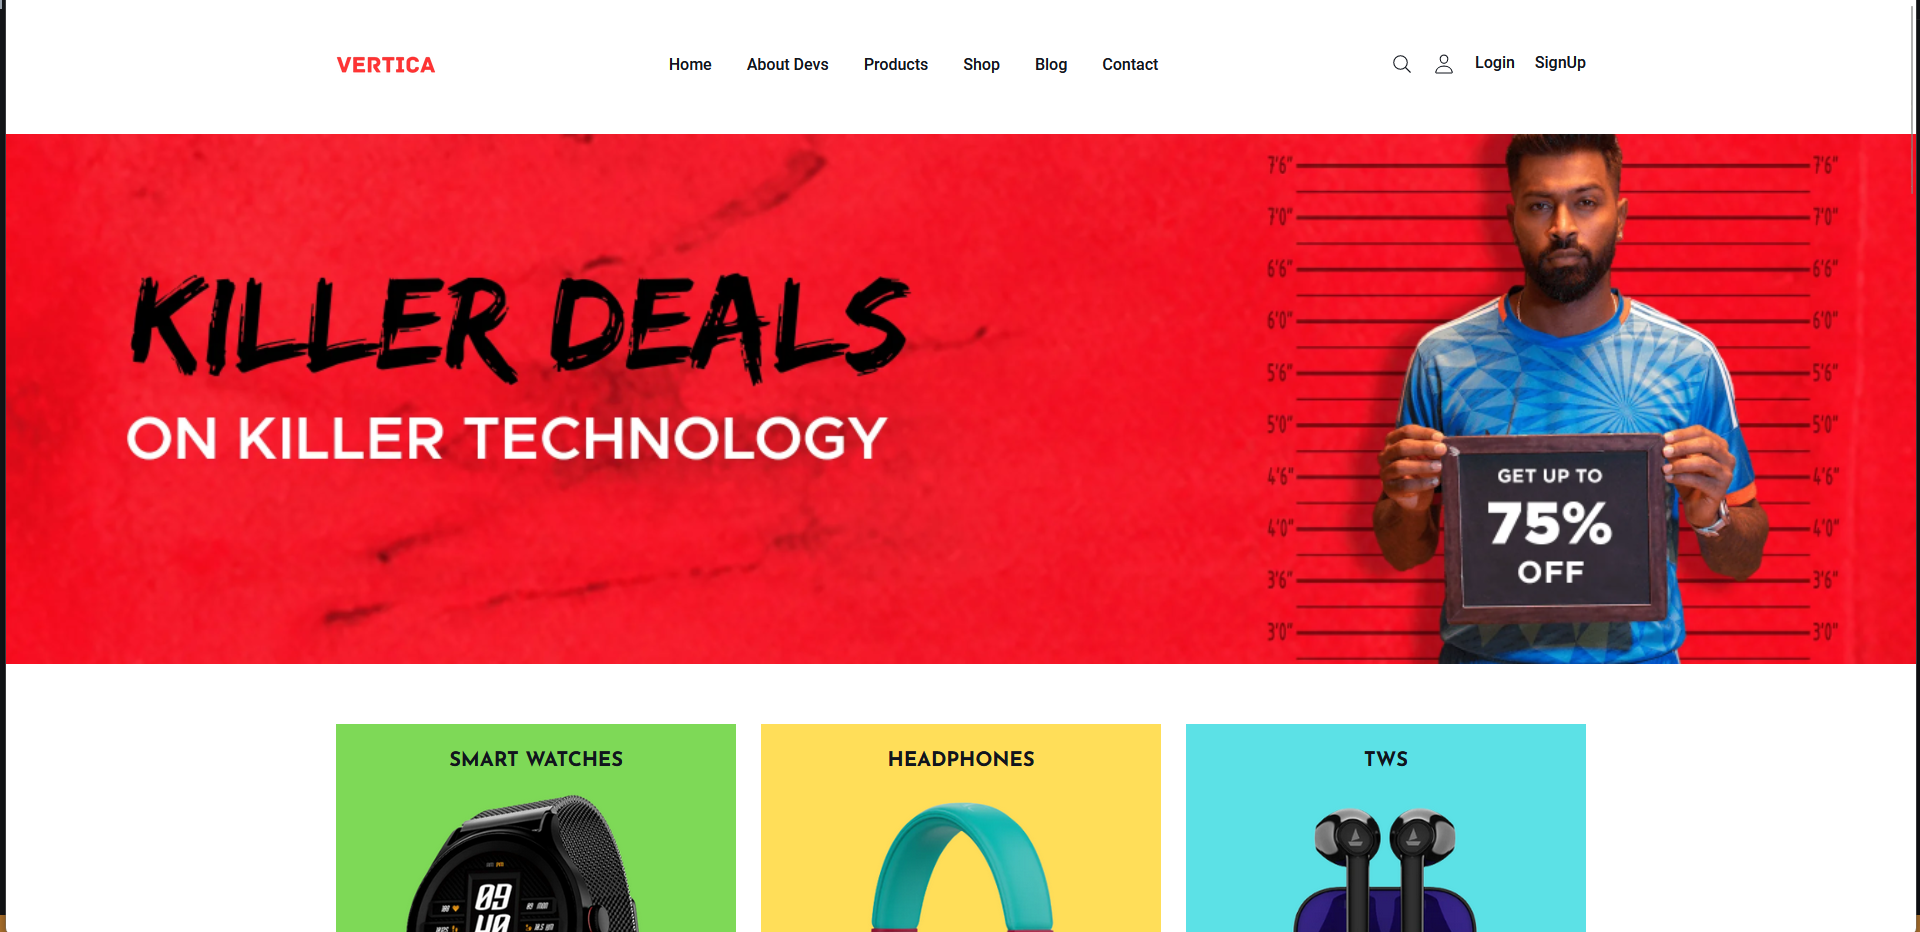 VERTICA
Home About Devs Products Shop Blog Contact
Login SignUp
KILLER DEALS
ON KILLER TECHNOLOGY
7'6" 7'6"
7'0" 7'0"
6'6" 6'6"
6'0" 6'0"
5'6" 5'6"
5'0" 5'0"
4'6" 4'6"
4'0" 4'0"
3'6" 3'6"
3'0" 3'0"
GET UP TO
75%
OFF
SMART WATCHES
HEADPHONES
TWS
09